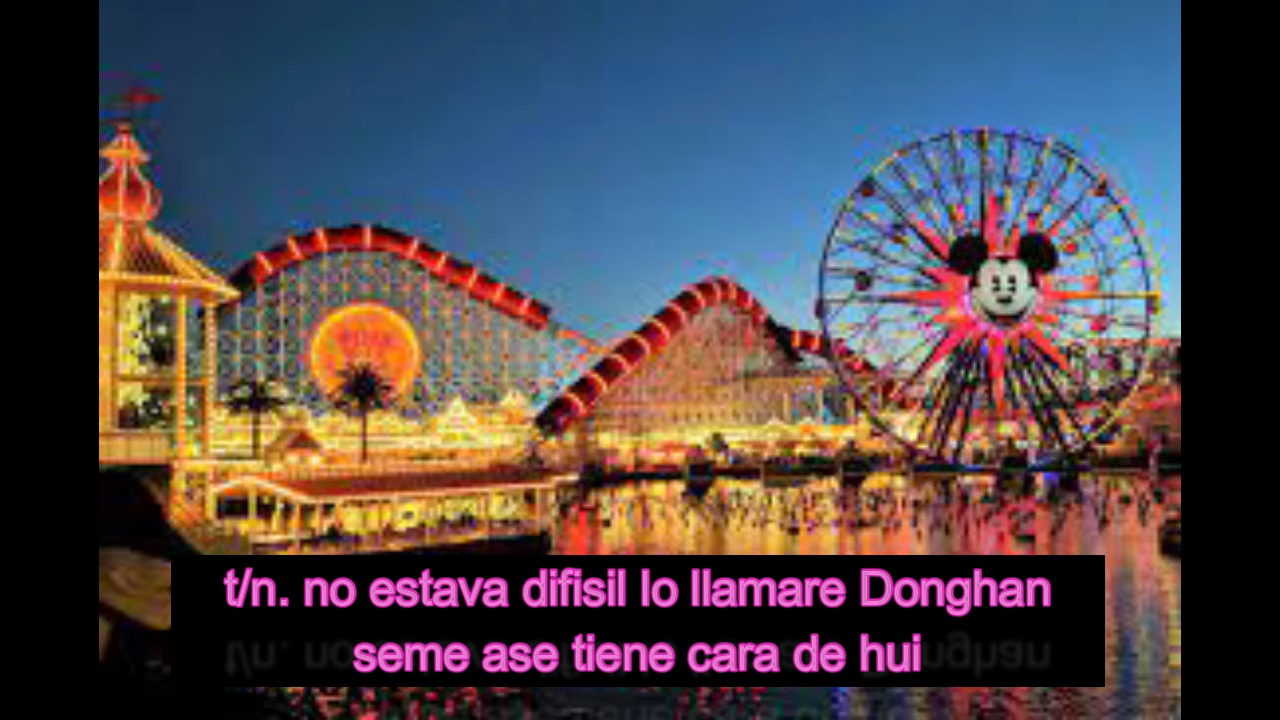 t/n. no estava difisil lo llamare Donghan
seme ase tiene cara de hui